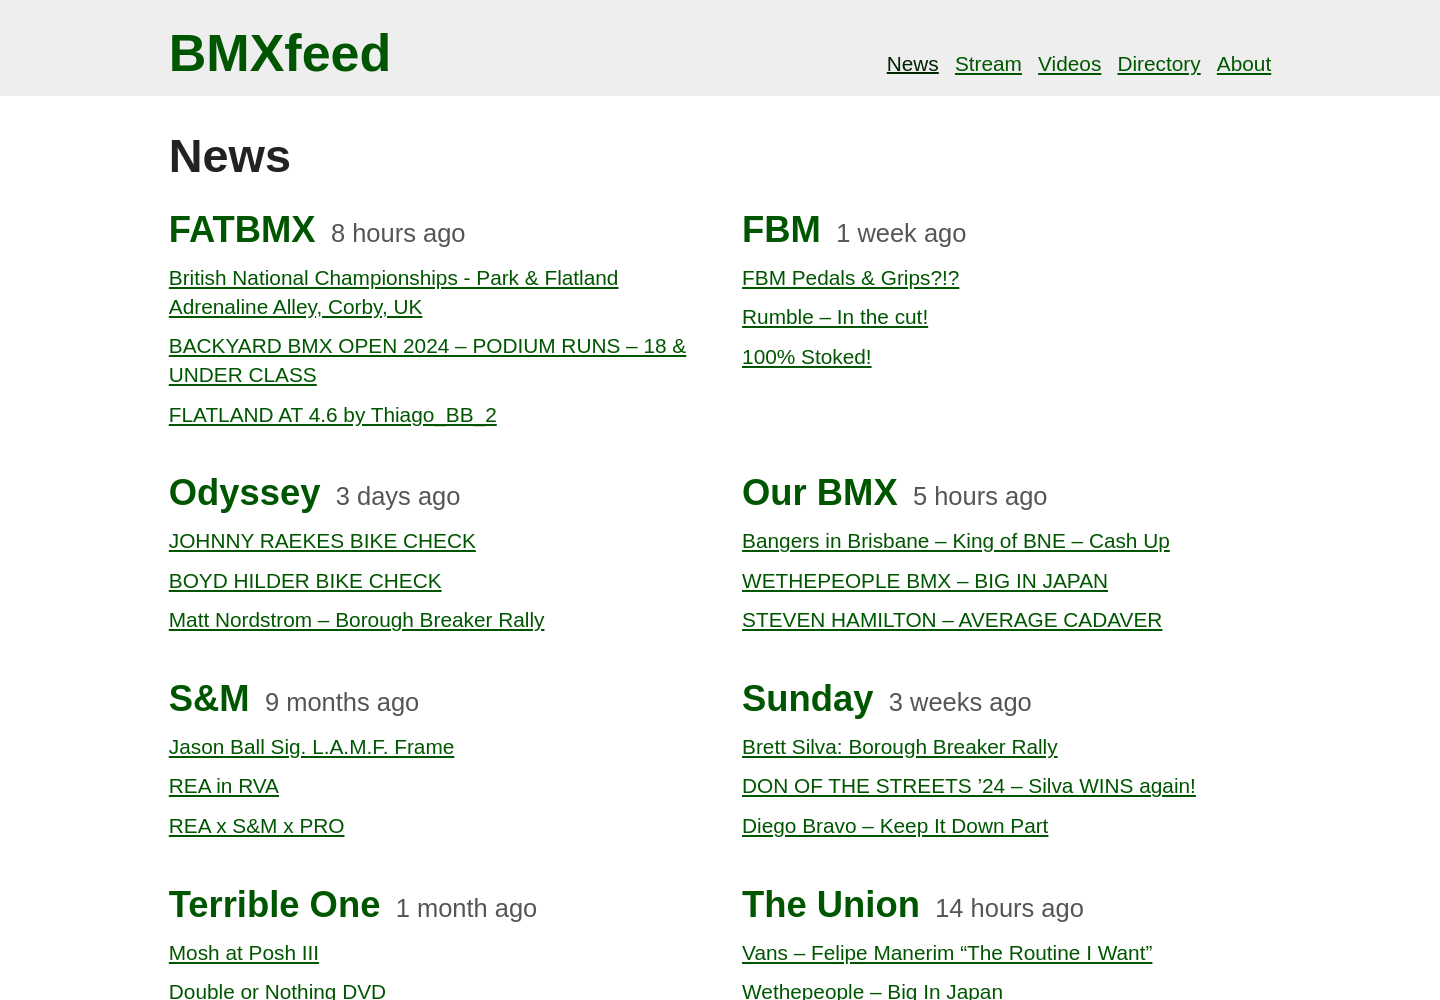 BMXfeed
News Stream Videos Directory About
News
FATBMX 8 hours ago
British National Championships - Park & Flatland
Adrenaline Alley, Corby, UK
BACKYARD BMX OPEN 2024 – PODIUM RUNS – 18 &
UNDER CLASS
FLATLAND AT 4.6 by Thiago_BB_2
FBM 1 week ago
FBM Pedals & Grips?!?
Rumble – In the cut!
100% Stoked!
Odyssey 3 days ago
JOHNNY RAEKES BIKE CHECK
BOYD HILDER BIKE CHECK
Matt Nordstrom – Borough Breaker Rally
Our BMX 5 hours ago
Bangers in Brisbane – King of BNE – Cash Up
WETHEPEOPLE BMX – BIG IN JAPAN
STEVEN HAMILTON – AVERAGE CADAVER
S&M 9 months ago
Jason Ball Sig. L.A.M.F. Frame
REA in RVA
REA x S&M x PRO
Sunday 3 weeks ago
Brett Silva: Borough Breaker Rally
DON OF THE STREETS ’24 – Silva WINS again!
Diego Bravo – Keep It Down Part
Terrible One 1 month ago
Mosh at Posh III
Double or Nothing DVD
The Union 14 hours ago
Vans – Felipe Manerim “The Routine I Want”
Wethepeople – Big In Japan